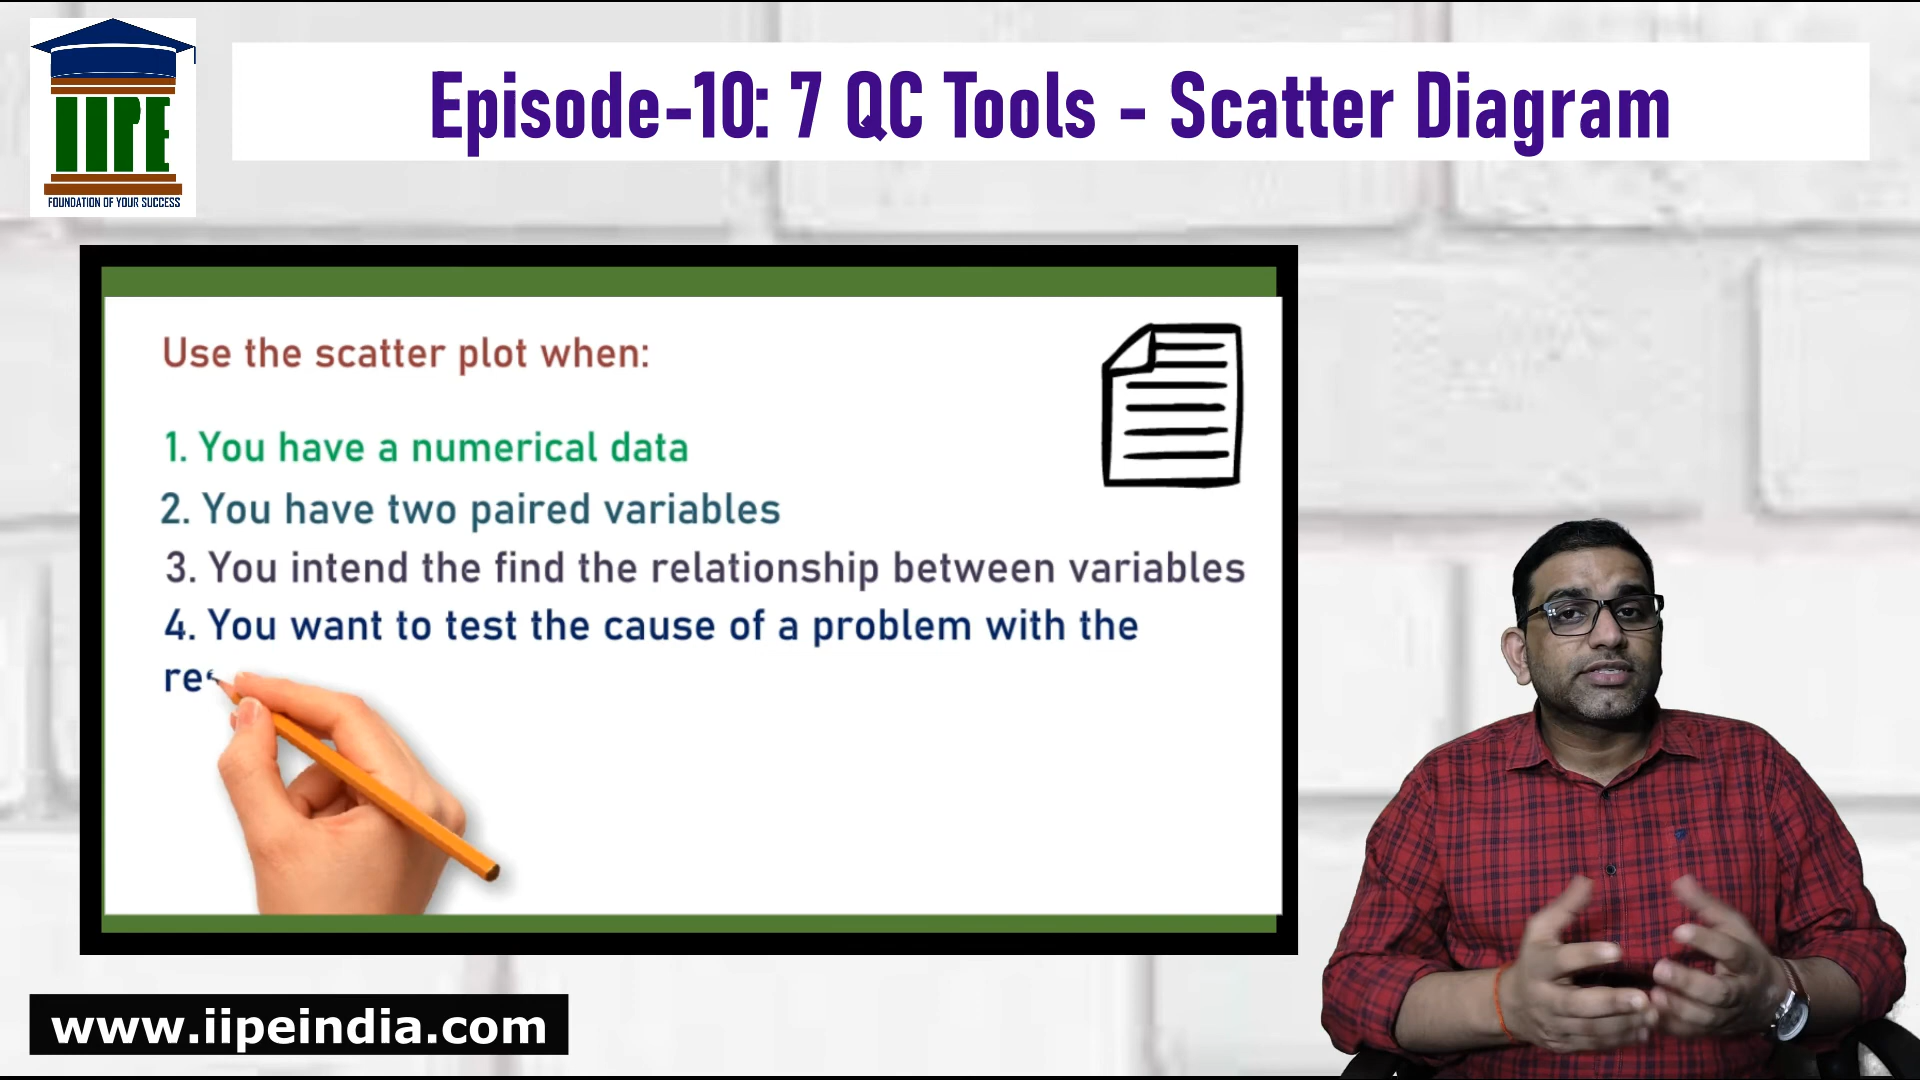 IIPE
FOUNDATION OF YOUR SUCCESS
Episode-10: 7 QC Tools - Scatter Diagram
Use the scatter plot when:
1. You have a numerical data
2. You have two paired variables
3. You intend the find the relationship between variables
4. You want to test the cause of a problem with the
re
www.iipeindia.com